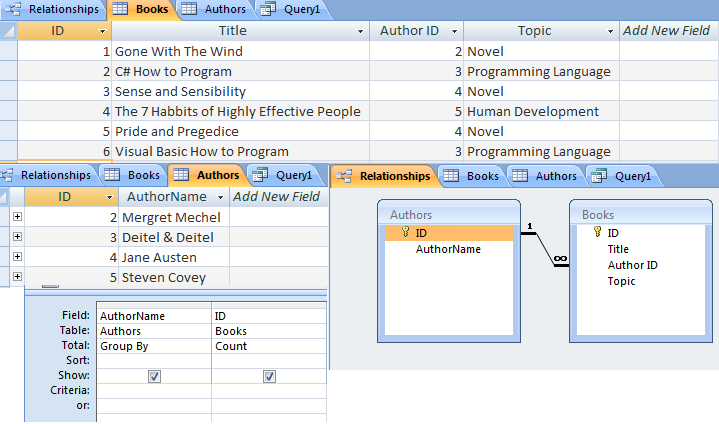 Relationships Books Authors Query1
ID Title Author ID Topic Add New Field
1 Gone With The Wind 2 Novel
2 C# How to Program 3 Programming Language
3 Sense and Sensibility 4 Novel
4 The 7 Habbits of Highly Effective People 5 Human Development
5 Pride and Pregedice 4 Novel
6 Visual Basic How to Program 3 Programming Language
Relationships Books Authors Query1
ID AuthorName Add New Field
2 Mergret Mechel
3 Deitel & Deitel
4 Jane Austen
5 Steven Covey
Field: AuthorName ID
Table: Authors Books
Total: Group By Count
Sort:
Show:
Criteria:
or:
Relationships Books Authors Query1
Authors
ID
AuthorName
1
∞
Books
ID
Title
Author ID
Topic